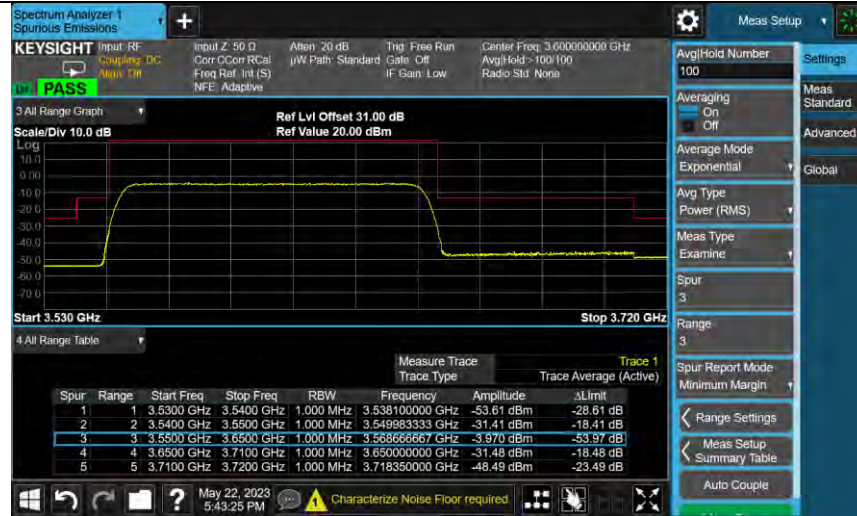 Spectrum Analyzer 1
Spurious Emissions
Meas Setup
KEYSIGHT Input: RF
Coupling: DC
Align: Off
Input Z: 50 Ω
Corr CCorr RCal
Freq Ref: Int (S)
NFE: Adaptive
Atten: 20 dB
µW Path: Standard
Trig: Free Run
Gate: Off
IF Gain: Low
Center Freq: 3.600000000 GHz
Avg|Hold:>100/100
Radio Std: None
PASS
3 All Range Graph
Scale/Div 10.0 dB
Ref Lvl Offset 31.00 dB
Ref Value 20.00 dBm
Log
10.0
0.00
-10.0
-20.0
-30.0
-40.0
-50.0
-60.0
-70.0
Start 3.530 GHz
Stop 3.720 GHz
4 All Range Table
Measure Trace Trace 1
Trace Type Trace Average (Active)
Spur Range Start Freq Stop Freq RBW Frequency Amplitude ΔLimit
1 1 3.5300 GHz 3.5400 GHz 1.000 MHz 3.538100000 GHz -53.61 dBm -28.61 dB
2 2 3.5400 GHz 3.5500 GHz 1.000 MHz 3.549983333 GHz -31.41 dBm -18.41 dB
3 3 3.5500 GHz 3.6500 GHz 1.000 MHz 3.568666667 GHz -3.970 dBm -53.97 dB
4 4 3.6500 GHz 3.7100 GHz 1.000 MHz 3.650000000 GHz -31.48 dBm -18.48 dB
5 5 3.7100 GHz 3.7200 GHz 1.000 MHz 3.718350000 GHz -48.49 dBm -23.49 dB
Avg|Hold Number
100
Averaging
On
Off
Average Mode
Exponential
Avg Type
Power (RMS)
Meas Type
Examine
Spur
3
Range
3
Spur Report Mode
Minimum Margin
Range Settings
Meas Setup
Summary Table
Auto Couple
Settings
Meas
Standard
Advanced
Global
May 22, 2023
5:43:25 PM
Characterize Noise Floor required